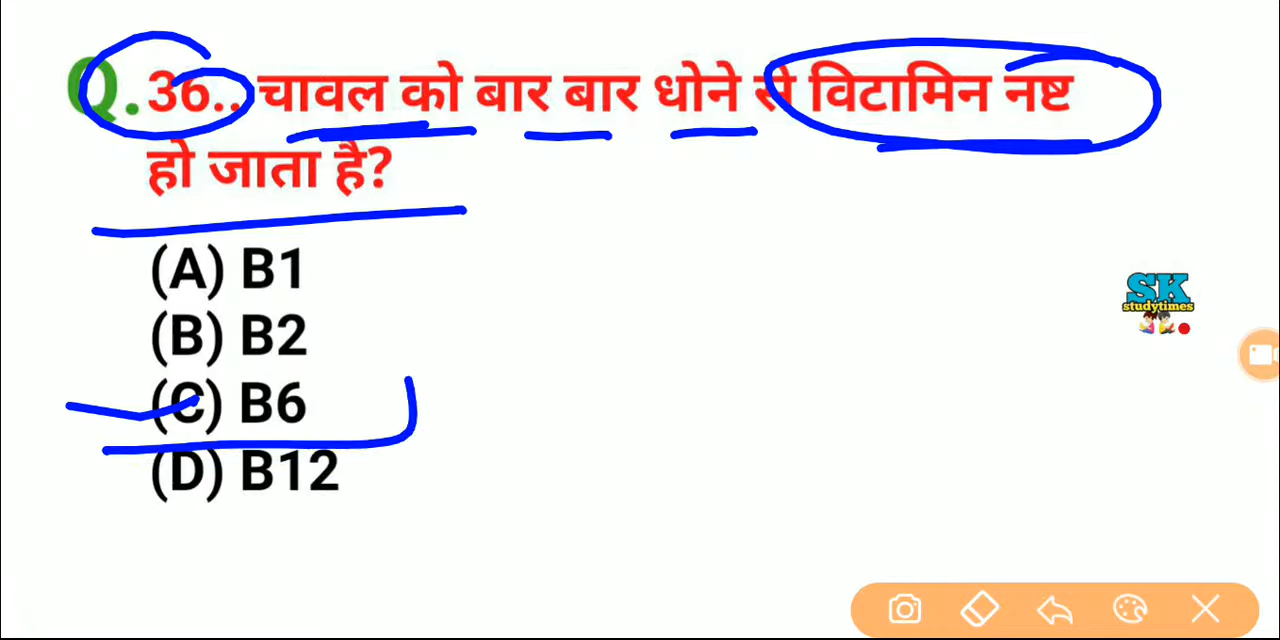 Q. 36.. चावल को बार बार धोने से विटामिन नष्ट
हो जाता है?
(A) B1
(B) B2
(C) B6
(D) B12
SK
studytimes